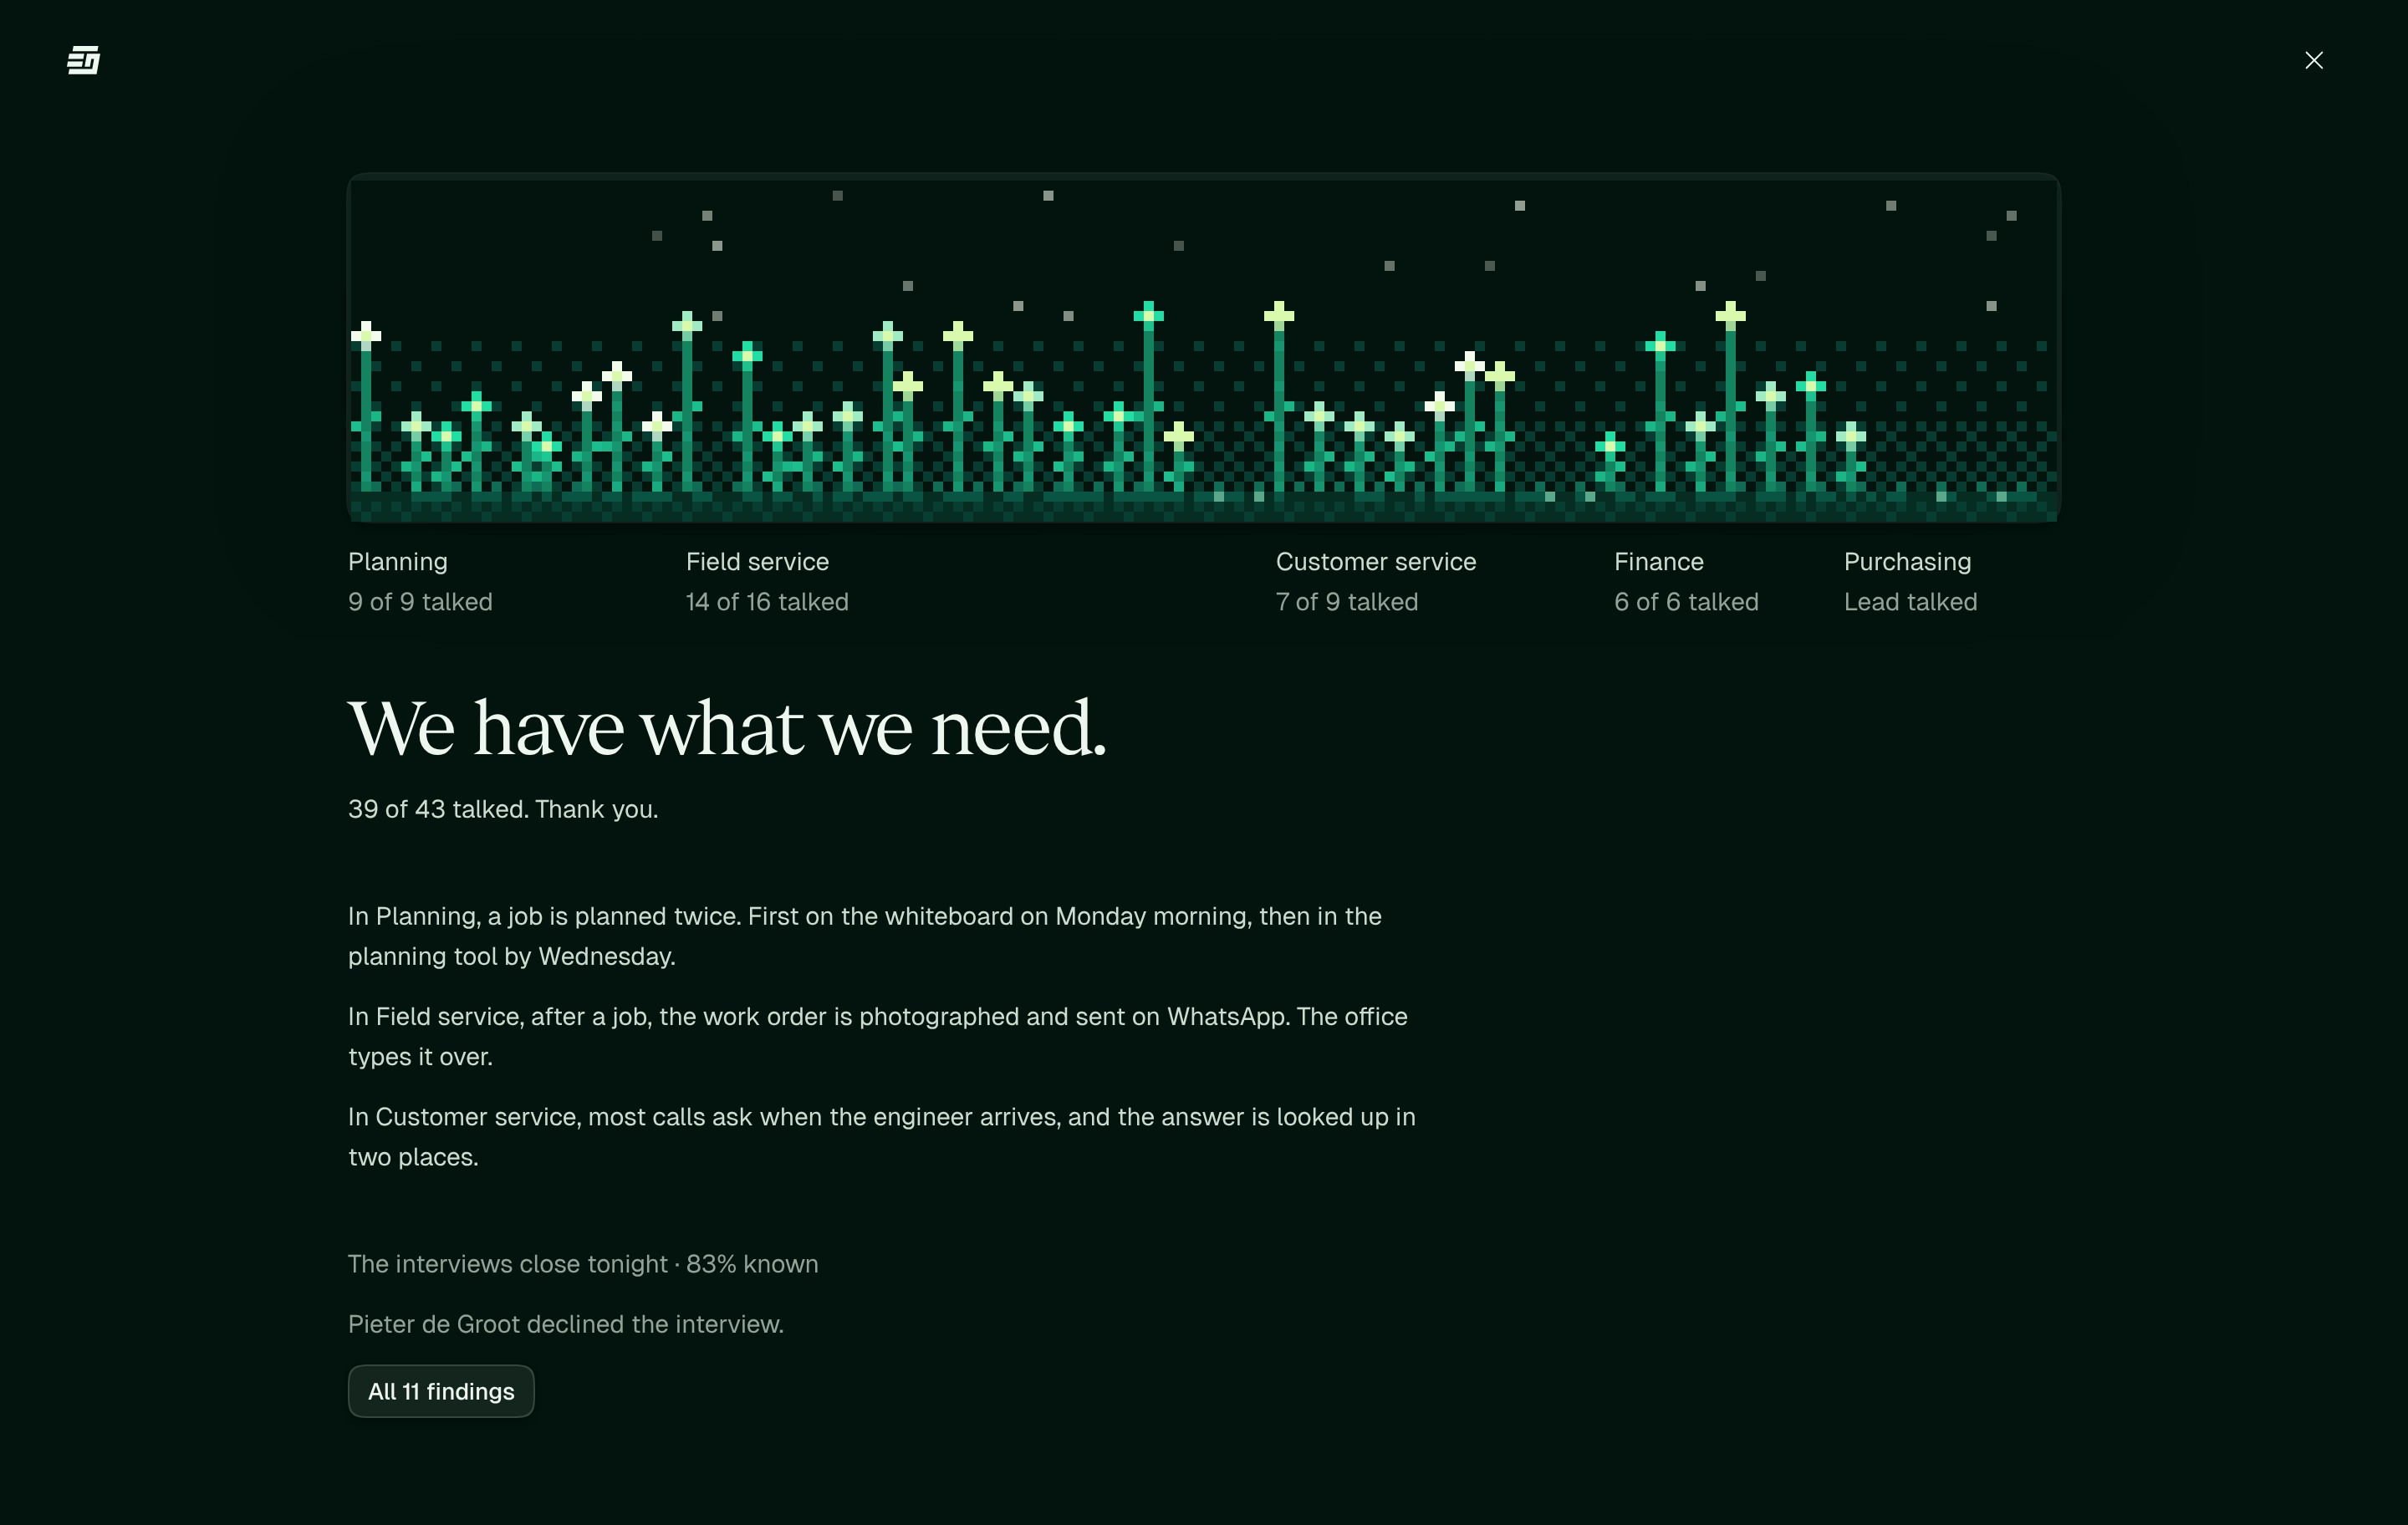 Planning
9 of 9 talked
Field service
14 of 16 talked
Customer service
7 of 9 talked
Finance
6 of 6 talked
Purchasing
Lead talked
We have what we need.
39 of 43 talked. Thank you.
In Planning, a job is planned twice. First on the whiteboard on Monday morning, then in the
planning tool by Wednesday.
In Field service, after a job, the work order is photographed and sent on WhatsApp. The office
types it over.
In Customer service, most calls ask when the engineer arrives, and the answer is looked up in
two places.
The interviews close tonight · 83% known
Pieter de Groot declined the interview.
All 11 findings